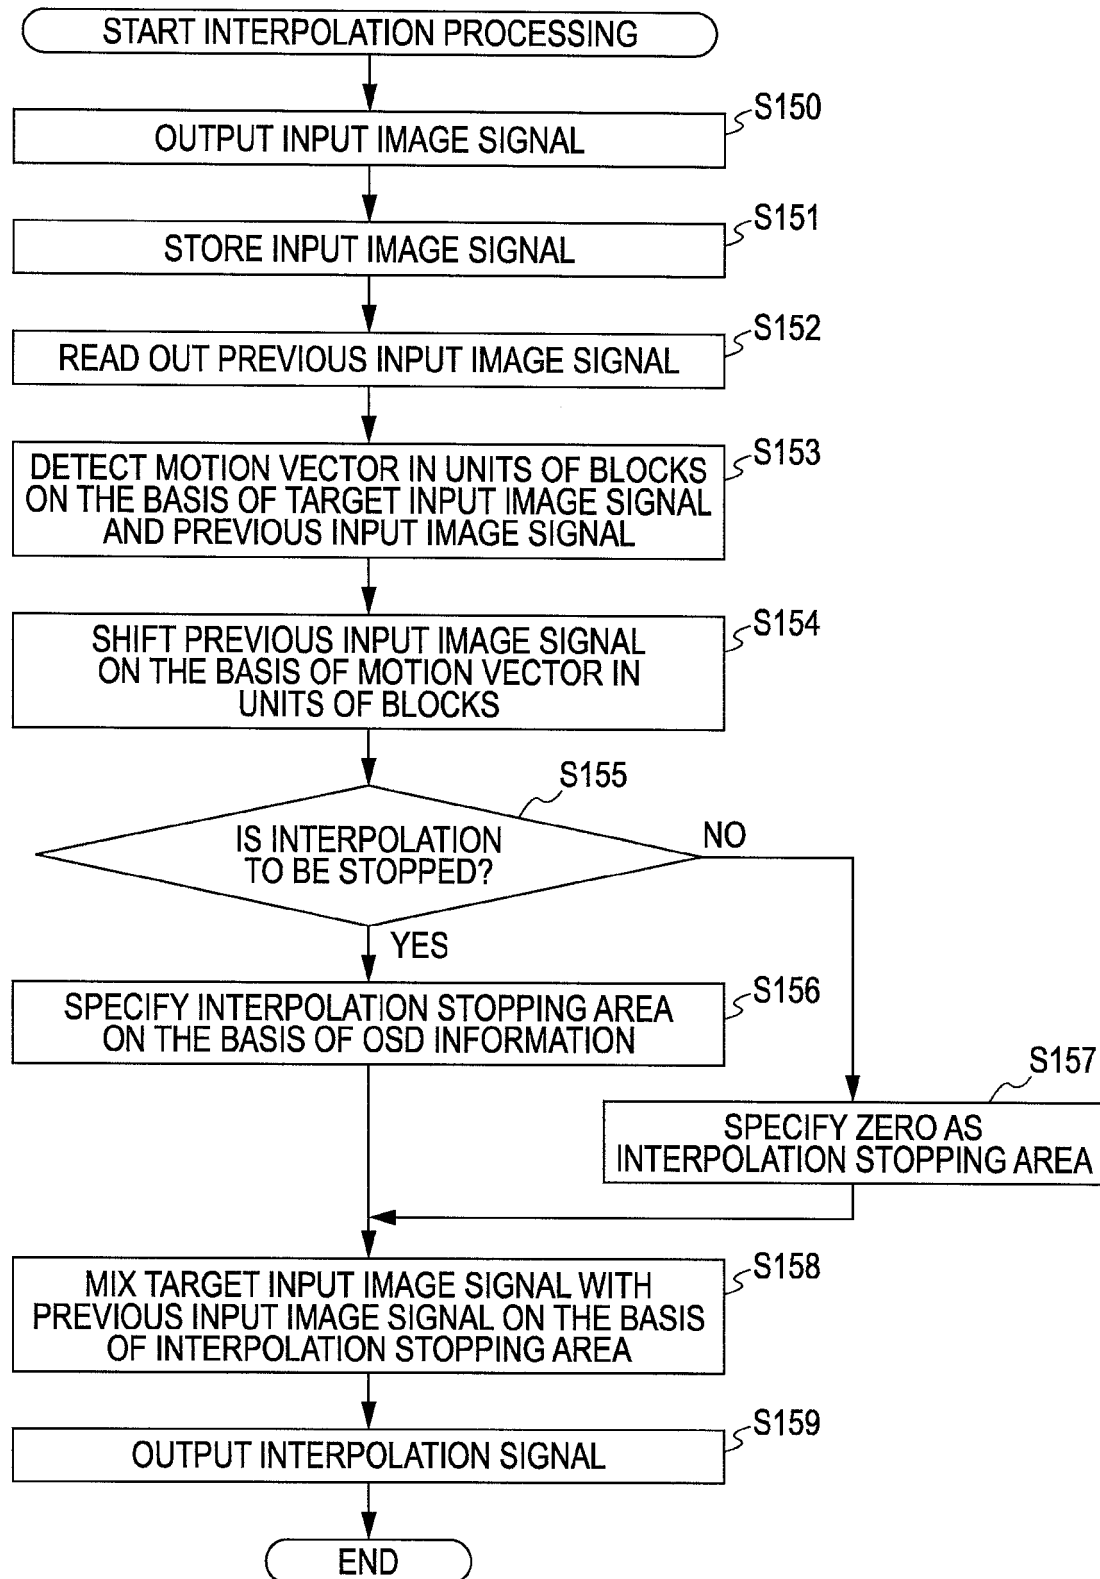 START INTERPOLATION PROCESSING
S150
OUTPUT INPUT IMAGE SIGNAL
S151
STORE INPUT IMAGE SIGNAL
S152
READ OUT PREVIOUS INPUT IMAGE SIGNAL
S153
DETECT MOTION VECTOR IN UNITS OF BLOCKS
ON THE BASIS OF TARGET INPUT IMAGE SIGNAL
AND PREVIOUS INPUT IMAGE SIGNAL
S154
SHIFT PREVIOUS INPUT IMAGE SIGNAL
ON THE BASIS OF MOTION VECTOR IN
UNITS OF BLOCKS
S155
IS INTERPOLATION
TO BE STOPPED?
NO
YES
S156
SPECIFY INTERPOLATION STOPPING AREA
ON THE BASIS OF OSD INFORMATION
S157
SPECIFY ZERO AS
INTERPOLATION STOPPING AREA
S158
MIX TARGET INPUT IMAGE SIGNAL WITH
PREVIOUS INPUT IMAGE SIGNAL ON THE BASIS
OF INTERPOLATION STOPPING AREA
S159
OUTPUT INTERPOLATION SIGNAL
END